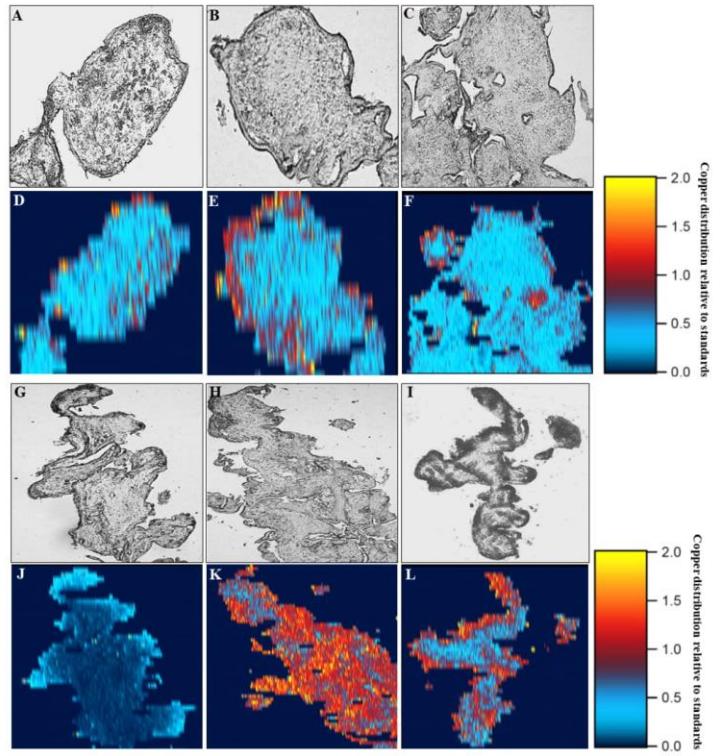 A
B
C
D
E
F
2.0
1.5
1.0
0.5
0.0
Copper distribution relative to standards
G
H
I
J
K
L
2.0
1.5
1.0
0.5
0.0
Copper distribution relative to standards